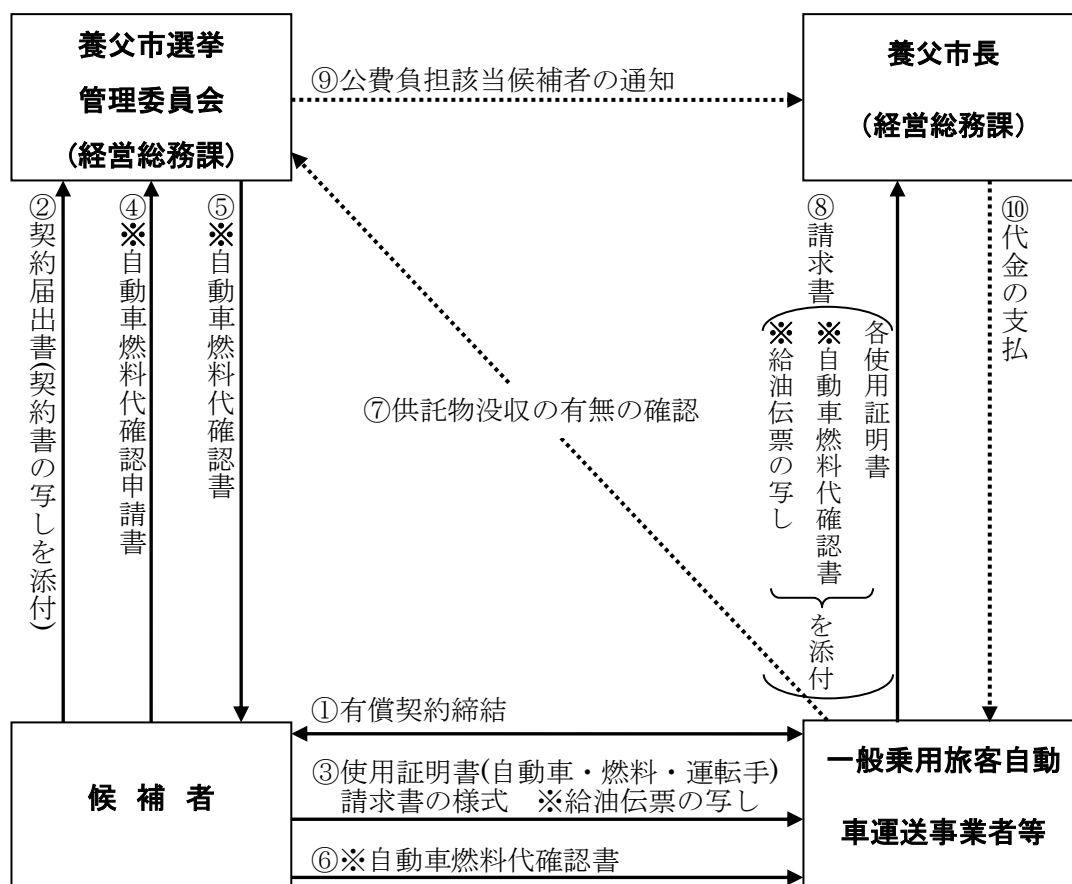 養父市選挙
管理委員会
(経営総務課)
⑨公費負担該当候補者の通知
養父市長
(経営総務課)
②契約届出書(契約書の写しを添付)
④※自動車燃料代確認申請書
⑤※自動車燃料代確認書
⑦供託物没収の有無の確認
⑧請求書
各使用証明書
※自動車燃料代確認書
※給油伝票の写し
を添付
⑩代金の支払
①有償契約締結
③使用証明書(自動車・燃料・運転手)
請求書の様式 ※給油伝票の写し
⑥※自動車燃料代確認書
候補者
一般乗用旅客自動
車運送事業者等